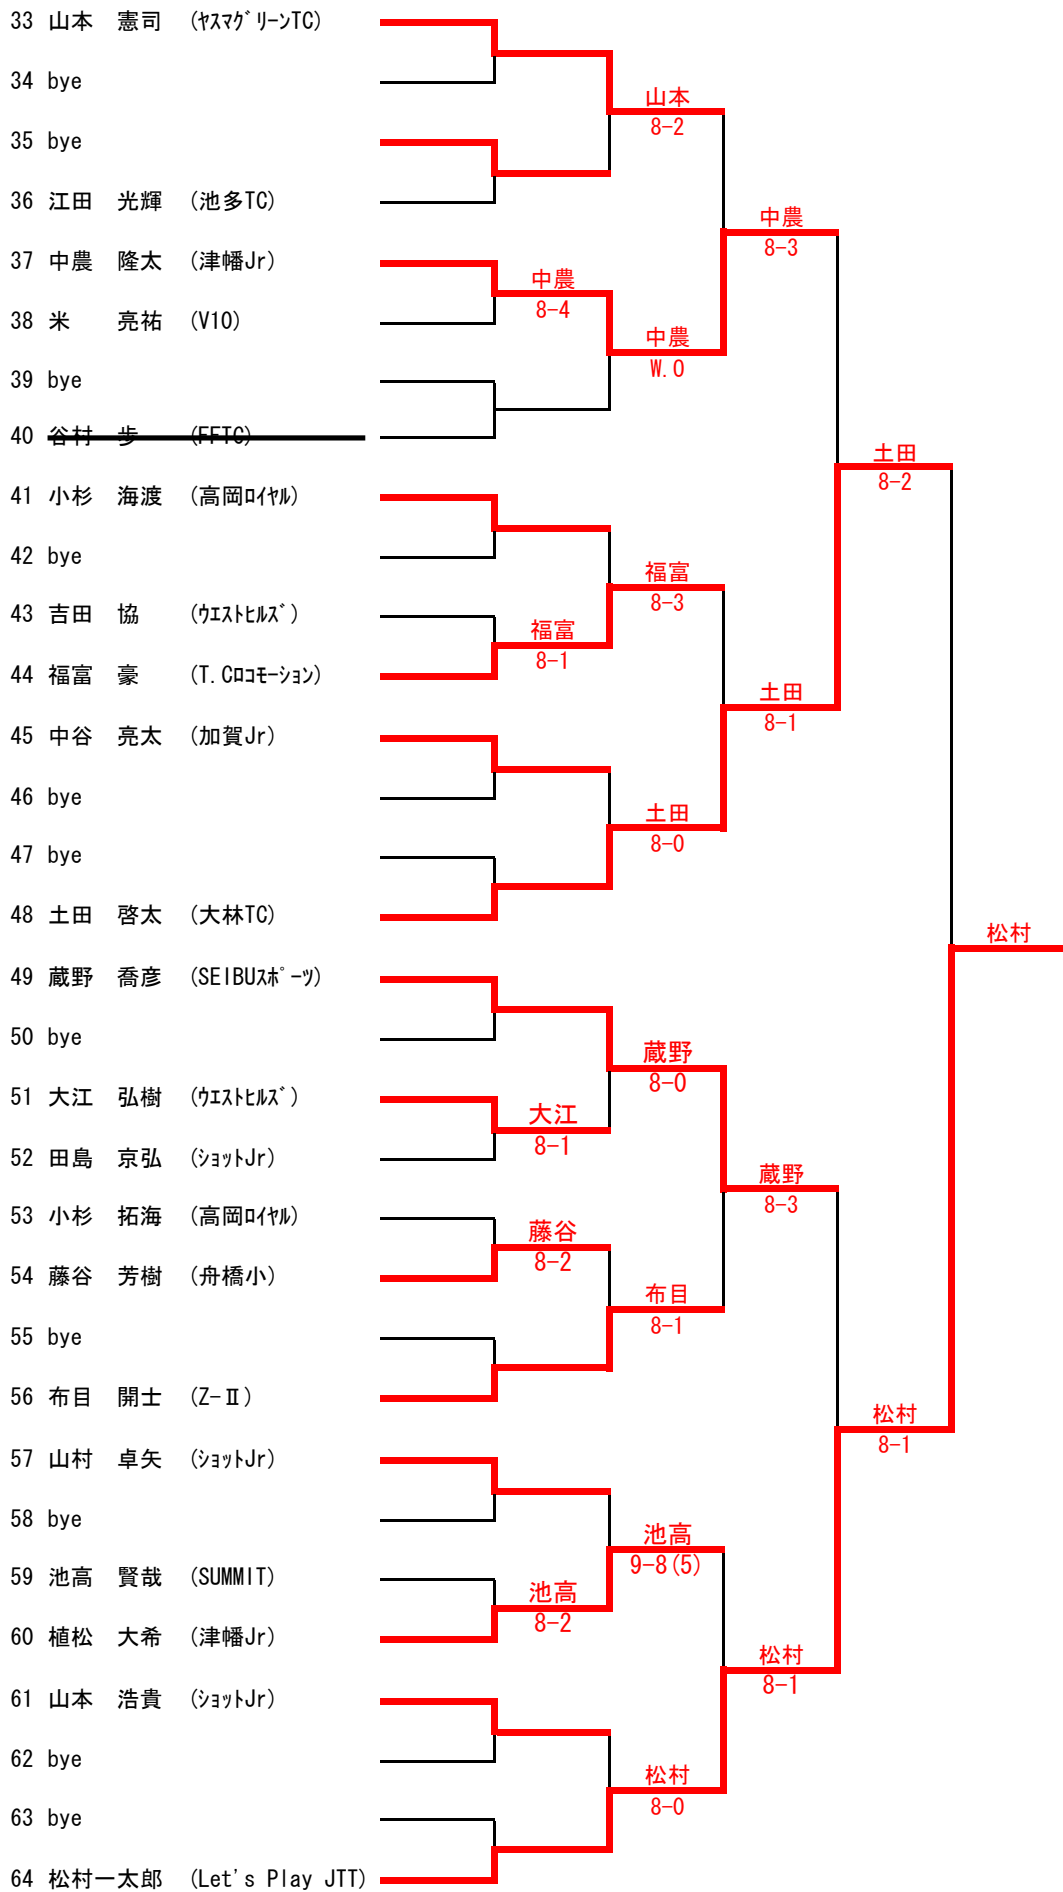 33 山本　憲司　(ﾔｽﾏｸﾞﾘｰﾝTC)
34 bye
山本
8-2
35 bye
36 江田　光輝　(池多TC)
中農
8-3
37 中農　隆太　(津幡Jr)
中農
8-4
38 米　　亮祐　(V10)
中農
W.O
39 bye
40 谷村　歩　　(FFTC)
土田
8-2
41 小杉　海渡　(高岡ﾛｲﾔﾙ)
42 bye
福富
8-3
43 吉田　協　　(ｳｴｽﾄﾋﾙｽﾞ)
福富
8-1
44 福富　豪　　(T.Cﾛｺﾓｰｼｮﾝ)
土田
8-1
45 中谷　亮太　(加賀Jr)
46 bye
土田
8-0
47 bye
48 土田　啓太　(大林TC)
松村
49 蔵野　喬彦　(SEIBUｽﾎﾟｰﾂ)
50 bye
蔵野
8-0
51 大江　弘樹　(ｳｴｽﾄﾋﾙｽﾞ)
大江
8-1
52 田島　京弘　(ｼｮｯﾄJr)
蔵野
8-3
53 小杉　拓海　(高岡ﾛｲﾔﾙ)
藤谷
8-2
54 藤谷　芳樹　(舟橋小)
布目
8-1
55 bye
56 布目　開士　(Z-Ⅱ)
松村
8-1
57 山村　卓矢　(ｼｮｯﾄJr)
58 bye
池高
9-8(5)
59 池高　賢哉　(SUMMIT)
池高
8-2
60 植松　大希　(津幡Jr)
松村
8-1
61 山本　浩貴　(ｼｮｯﾄJr)
62 bye
松村
8-0
63 bye
64 松村一太郎　(Let's Play JTT)